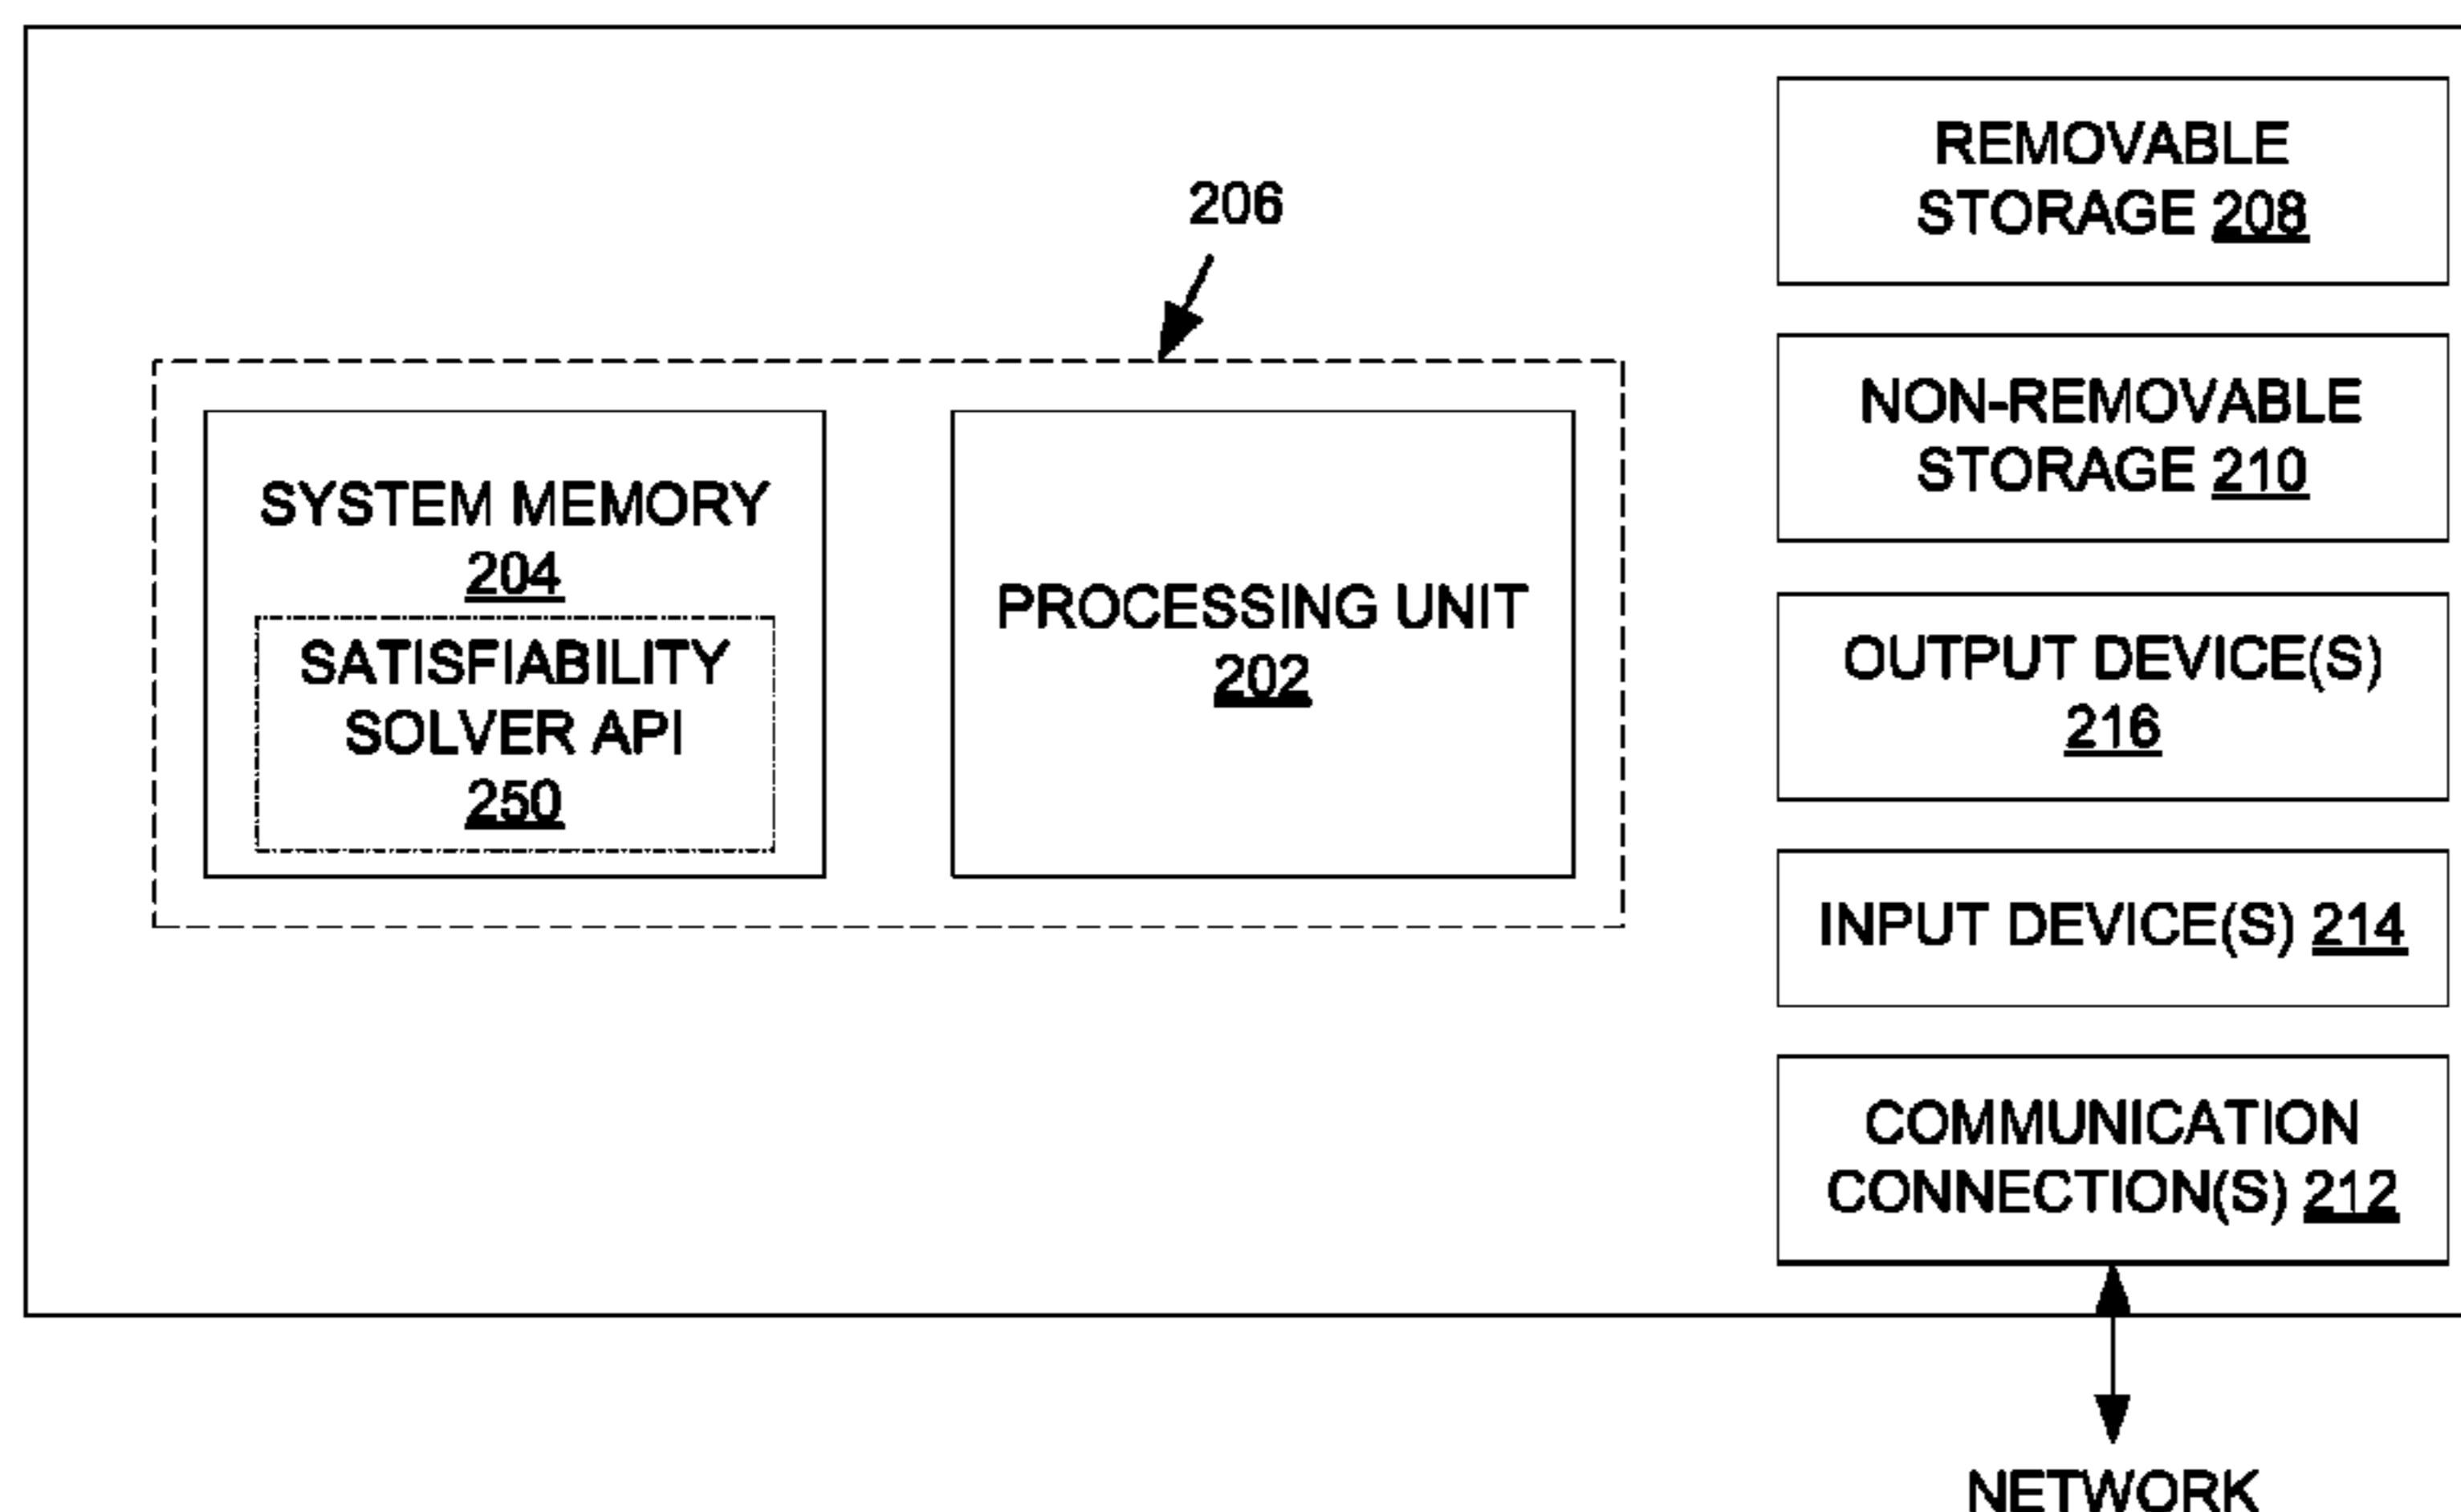 206
SYSTEM MEMORY
204
SATISFIABILITY
SOLVER API
250
PROCESSING UNIT
202
REMOVABLE
STORAGE 208
NON-REMOVABLE
STORAGE 210
OUTPUT DEVICE(S)
216
INPUT DEVICE(S) 214
COMMUNICATION
CONNECTION(S) 212
NETWORK